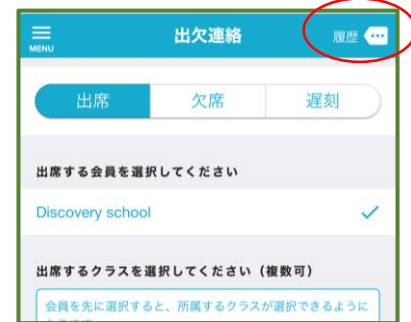 MENU
出欠連絡
履歴
出席
欠席
遅刻
出席する会員を選択してください
Discovery school
出席するクラスを選択してください（複数可）
会員を先に選択すると、所属するクラスが選択できるように